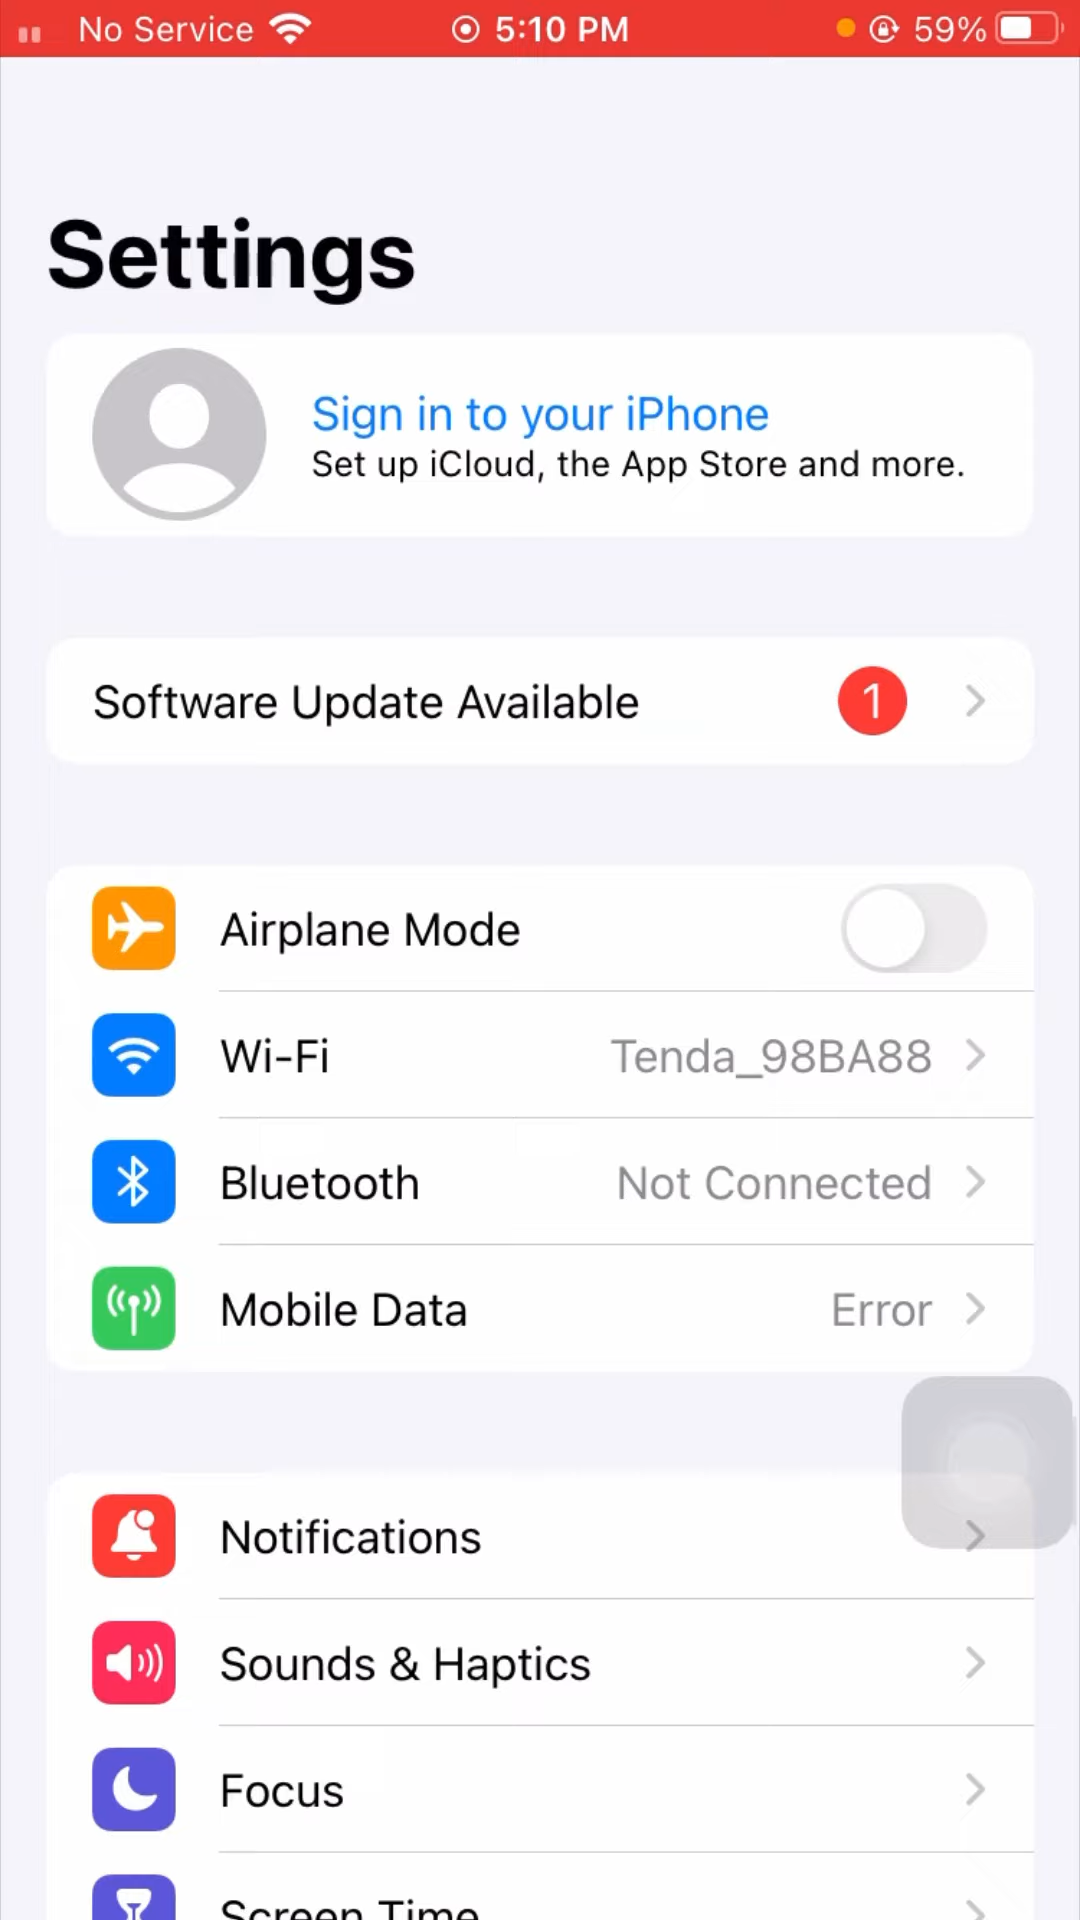 No Service 5:10 PM 59%
Settings
Sign in to your iPhone
Set up iCloud, the App Store and more.
Software Update Available 1
Airplane Mode
Wi-Fi Tenda_98BA88
Bluetooth Not Connected
Mobile Data Error
Notifications
Sounds & Haptics
Focus
Screen Time